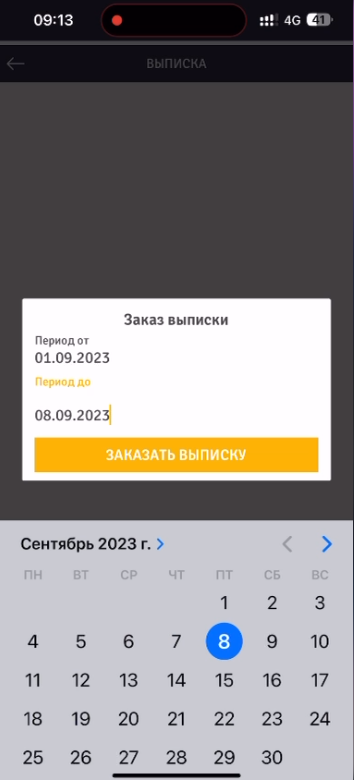 09:13 4G 41
ВЫПИСКА
Заказ выписки
Период от
01.09.2023
Период до
08.09.2023
ЗАКАЗАТЬ ВЫПИСКУ
Сентябрь 2023 г.
ПН ВТ СР ЧТ ПТ СБ ВС
1 2 3
4 5 6 7 8 9 10
11 12 13 14 15 16 17
18 19 20 21 22 23 24
25 26 27 28 29 30